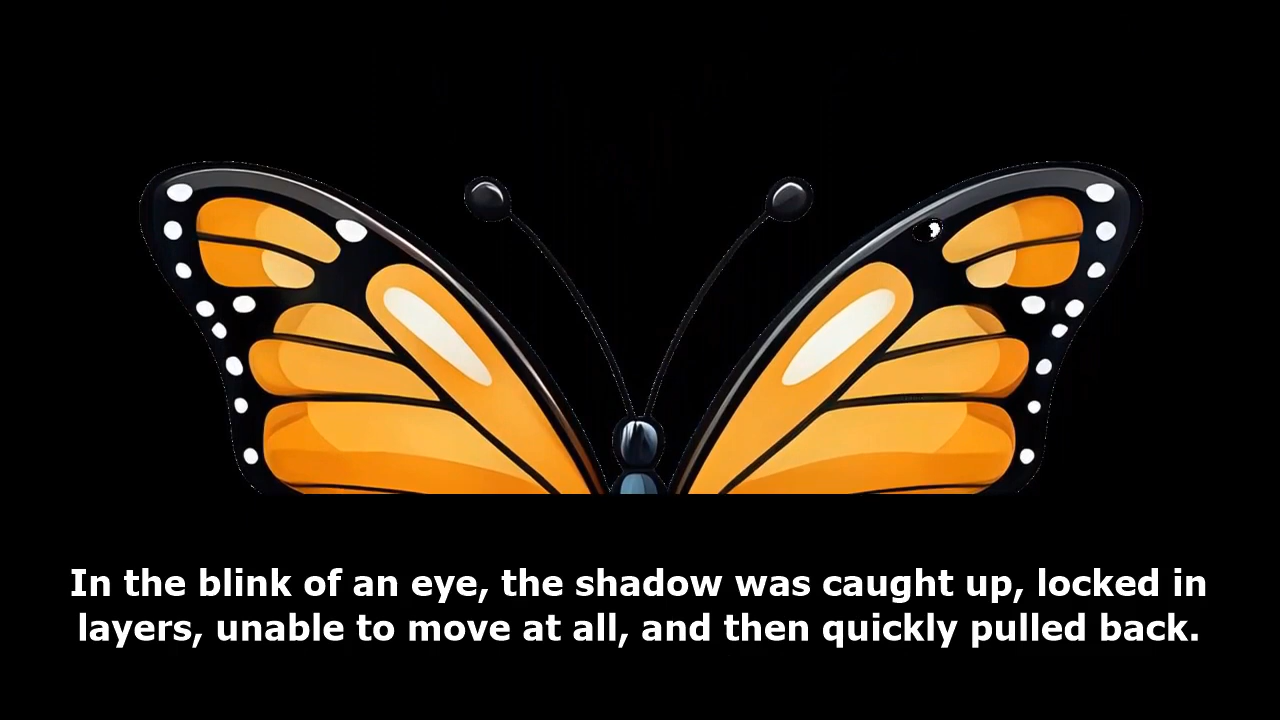 In the blink of an eye, the shadow was caught up, locked in
layers, unable to move at all, and then quickly pulled back.